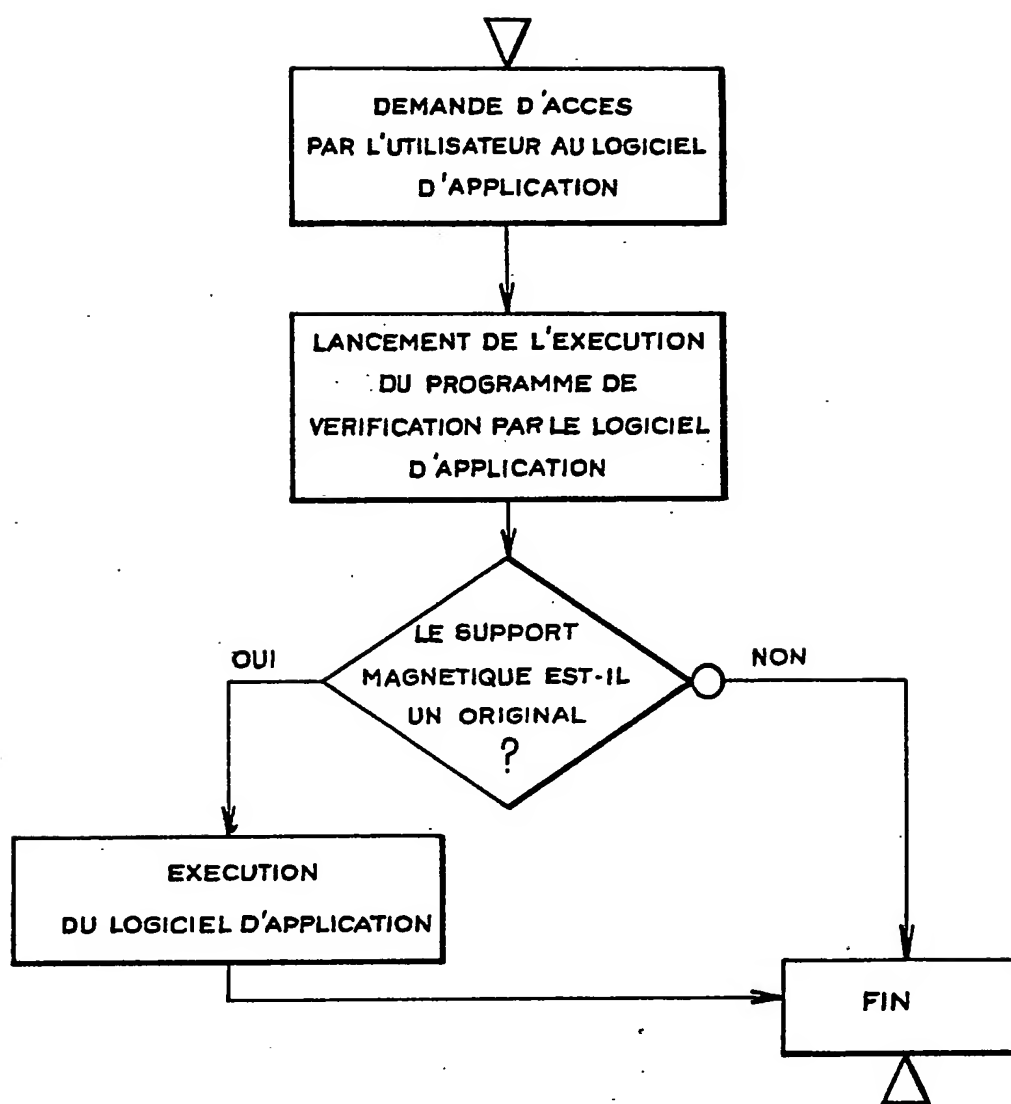 DEMANDE D'ACCES
PAR L'UTILISATEUR AU LOGICIEL
D'APPLICATION
LANCEMENT DE L'EXECUTION
DU PROGRAMME DE
VERIFICATION PAR LE LOGICIEL
D'APPLICATION
LE SUPPORT
MAGNETIQUE EST-IL
UN ORIGINAL
?
OUI
NON
EXECUTION
DU LOGICIEL D'APPLICATION
FIN